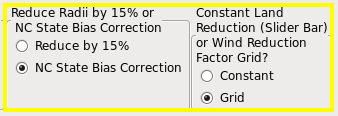 Reduce Radii by 15% or
NC State Bias Correction
Reduce by 15%
NC State Bias Correction
Constant Land
Reduction (Slider Bar)
or Wind Reduction
Factor Grid?
Constant
Grid